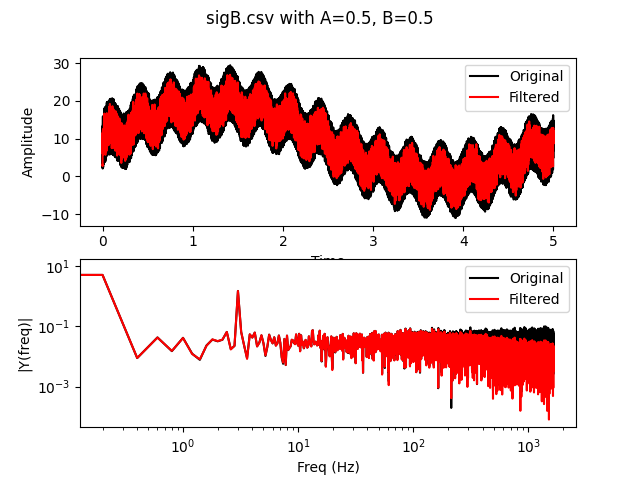 sigB.csv with A=0.5, B=0.5
30
20
10
0
−10
Amplitude
Original
Filtered
0 1 2 3 4 5
10¹
10⁻¹
10⁻³
|Y(freq)|
Original
Filtered
10⁰ 10¹ 10² 10³
Freq (Hz)